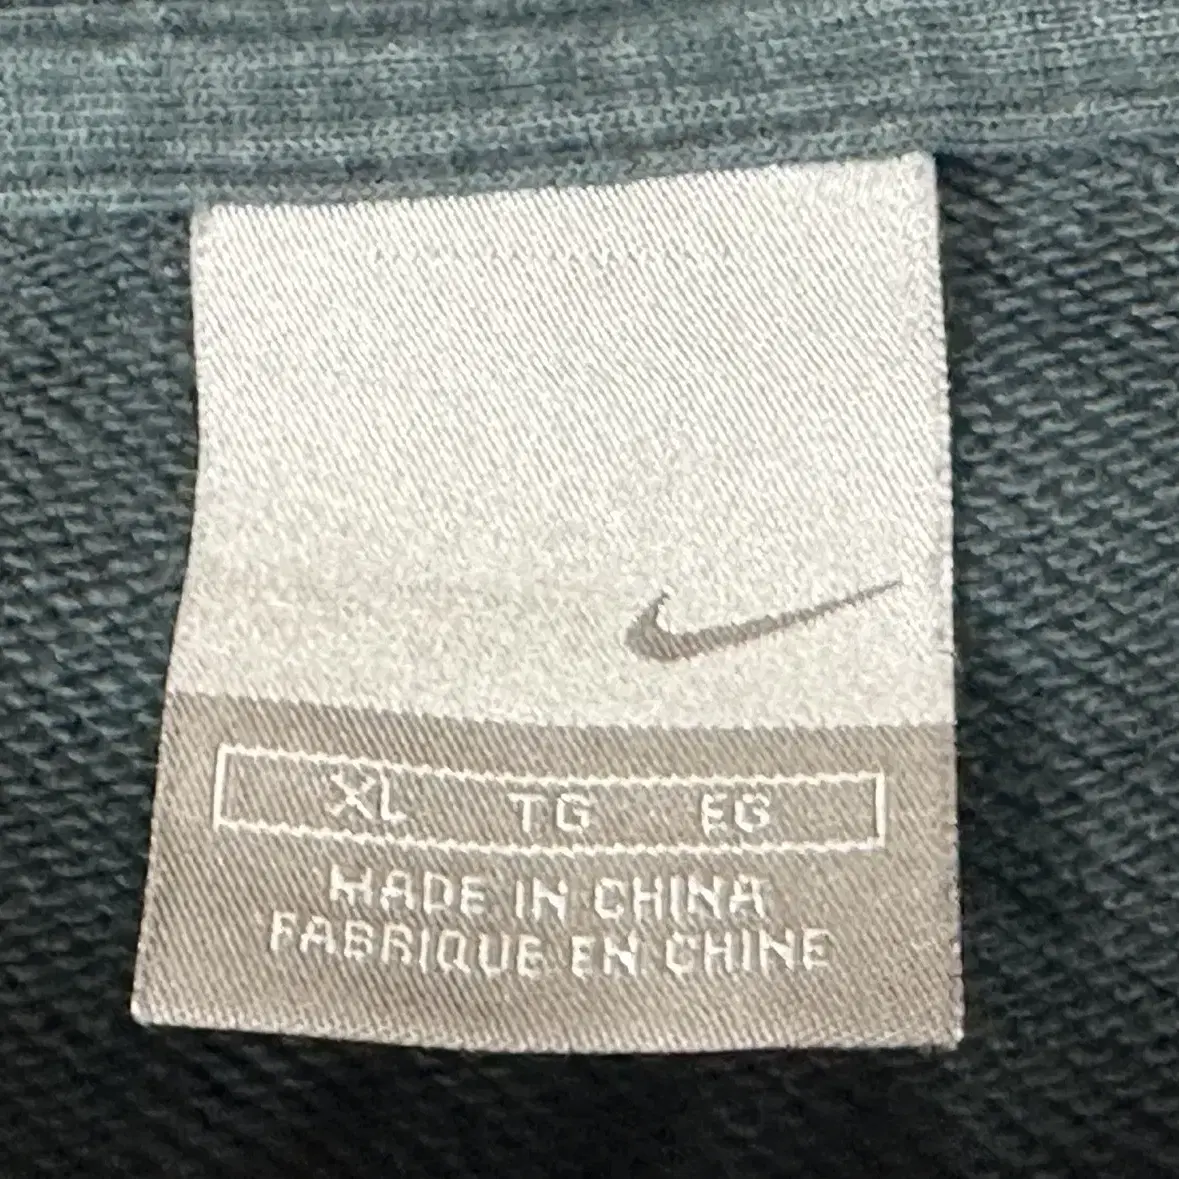 XL TG EG
MADE IN CHINA
FABRIQUE EN CHINE